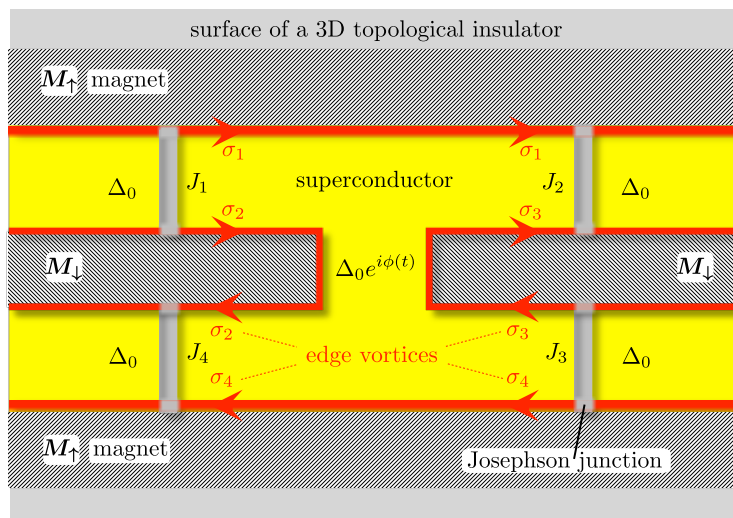 surface of a 3D topological insulator
M↑ magnet
σ₁ σ₁
Δ₀ J₁ superconductor J₂ Δ₀
σ₂ σ₃
M↓ Δ₀e^{iϕ(t)} M↓
σ₂ σ₃
Δ₀ J₄ edge vortices J₃ Δ₀
σ₄ σ₄
M↑ magnet
Josephson junction